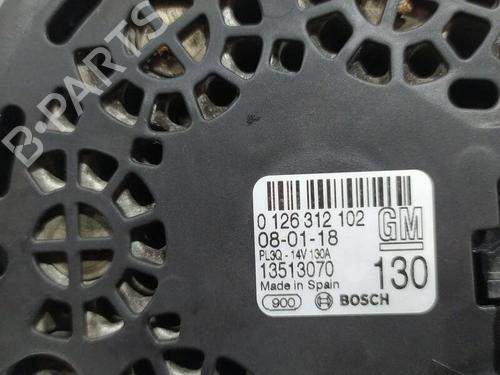 B-PARTS
0 126 312 102
08-01-18
GM
PL3Q - 14V 130A
13513070
130
Made in Spain
900
BOSCH